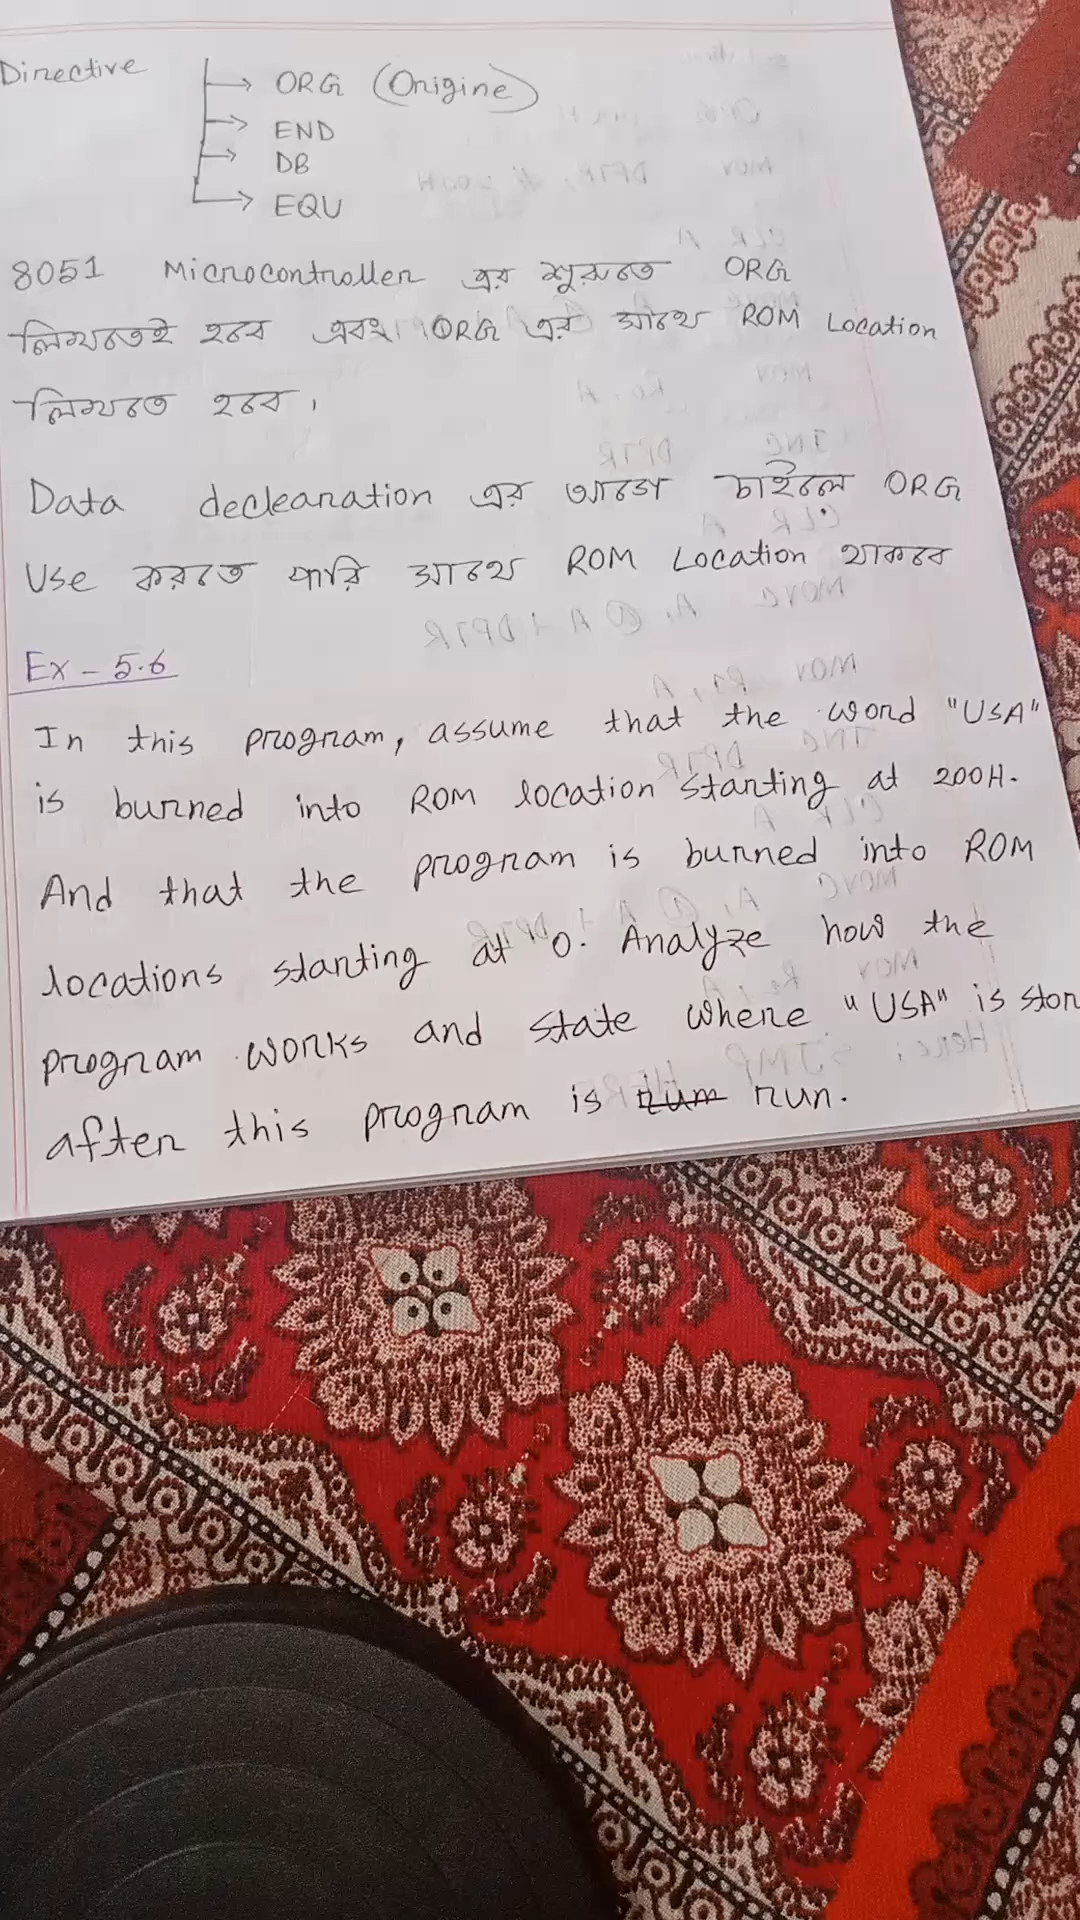 Directive → ORG (Origine)
→ END
→ DB
→ EQU
8051 Microcontroller এর শুরুতে ORG
লিখতেই হবে এবং ORG এর সাথে ROM Location
লিখতে হবে।
Data decleanation এর আগে চাইলে ORG
Use করতে পারি সাথে ROM Location থাকবে
Ex - 5.6
In this program, assume that the word "USA"
is burned into ROM location starting at 200H.
And that the program is burned into ROM
locations starting at 0. Analyze how the
program works and state where "USA" is stor
after this program is run.